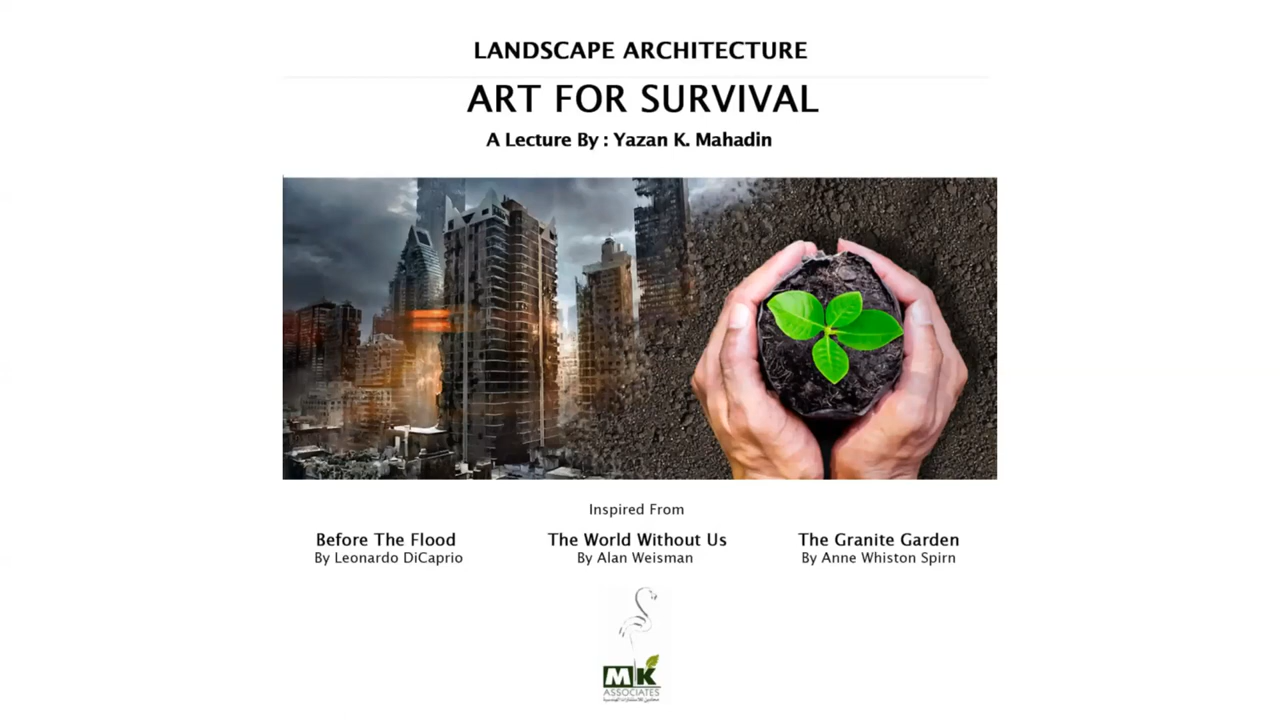 LANDSCAPE ARCHITECTURE
ART FOR SURVIVAL
A Lecture By : Yazan K. Mahadin
Inspired From
Before The Flood
By Leonardo DiCaprio
The World Without Us
By Alan Weisman
The Granite Garden
By Anne Whiston Spirn
MK
ASSOCIATES